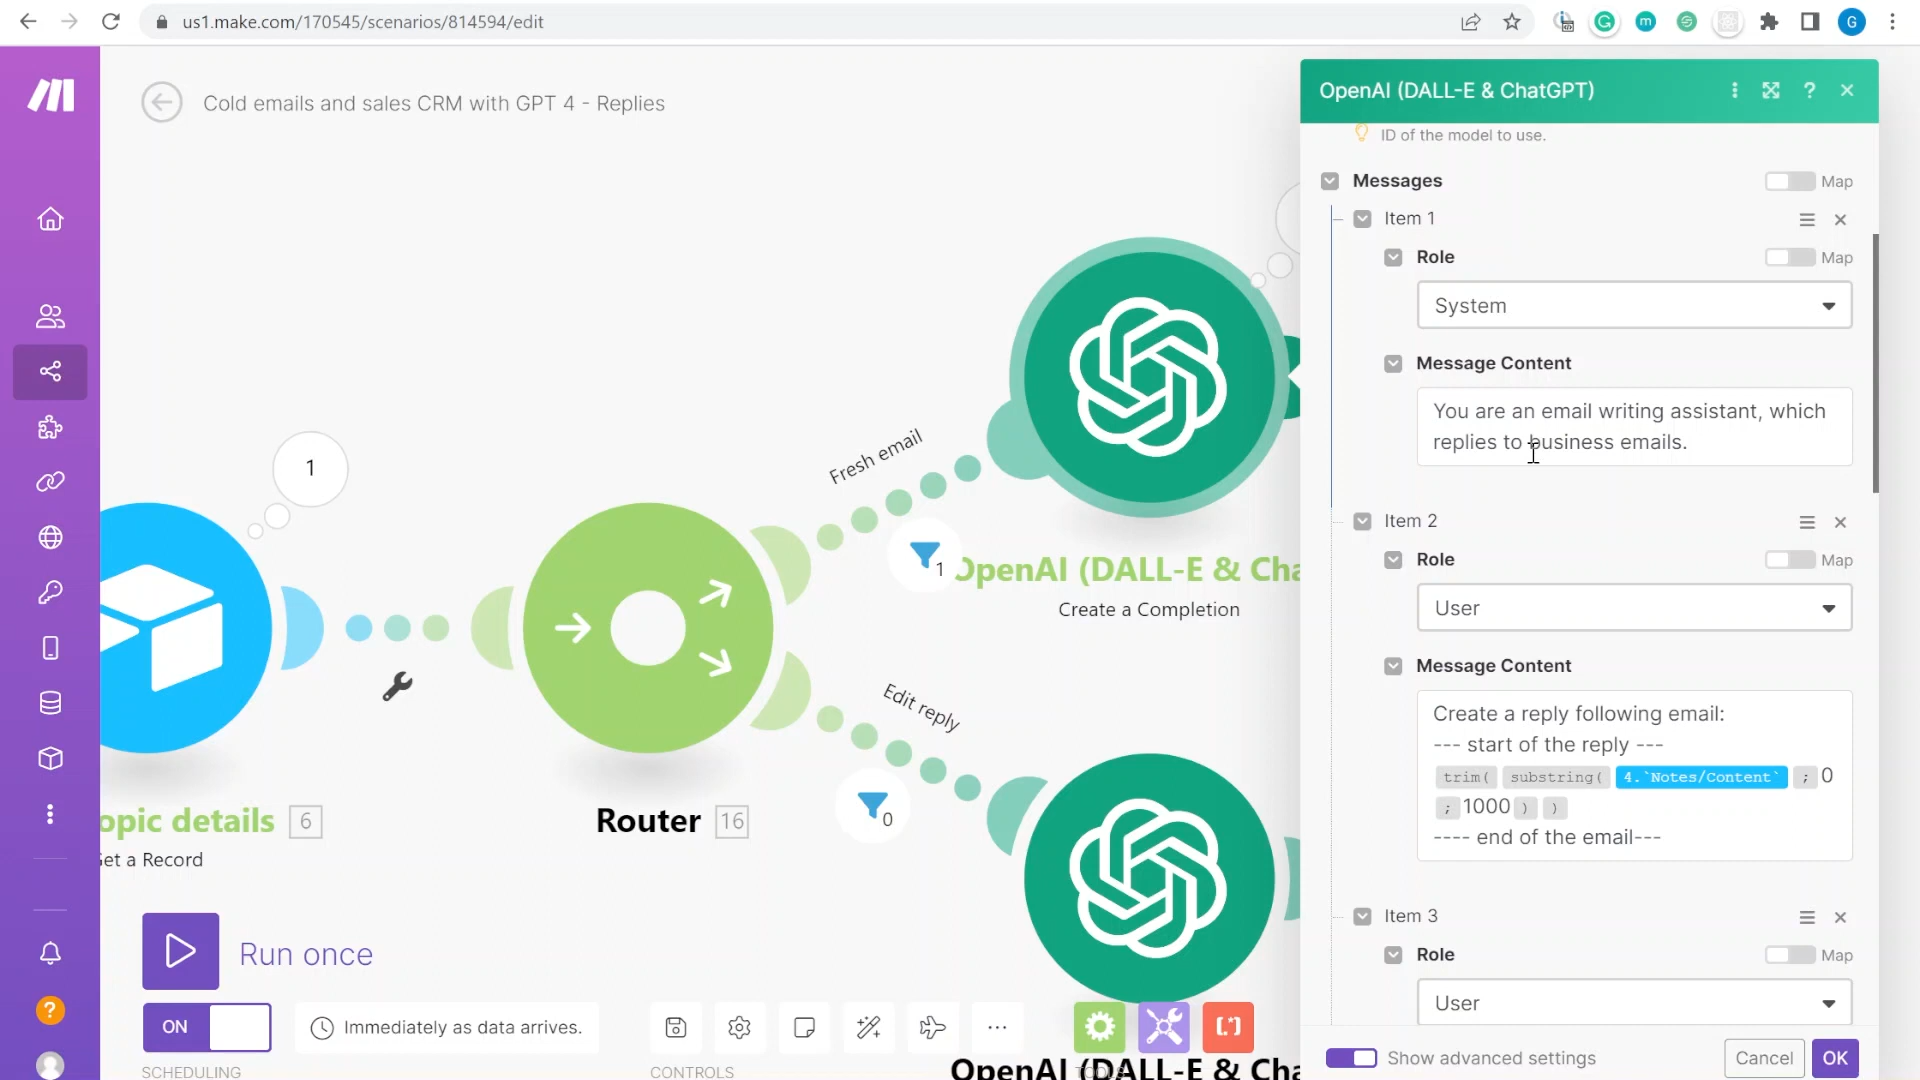 us1.make.com/170545/scenarios/814594/edit
G
m
G
Cold emails and sales CRM with GPT 4 - Replies
OpenAI (DALL-E & ChatGPT)
?
ID of the model to use.
Messages
Map
Item 1
Role
Map
System
Message Content
You are an email writing assistant, which
replies to business emails.
Item 2
Role
Map
User
Message Content
Create a reply following email:
--- start of the reply ---
trim( substring( 4.`Notes/Content` ; 0
; 1000 ) )
---- end of the email---
Item 3
Role
Map
User
Show advanced settings
Cancel
OK
1
Fresh email
1
OpenAI (DALL-E & Cha
Create a Completion
Edit reply
0
opic details 6
Get a Record
Router 16
Run once
ON
Immediately as data arrives.
[.*]
?
OpenAI (DALL-E & Cha
SCHEDULING
CONTROLS
TOOLS